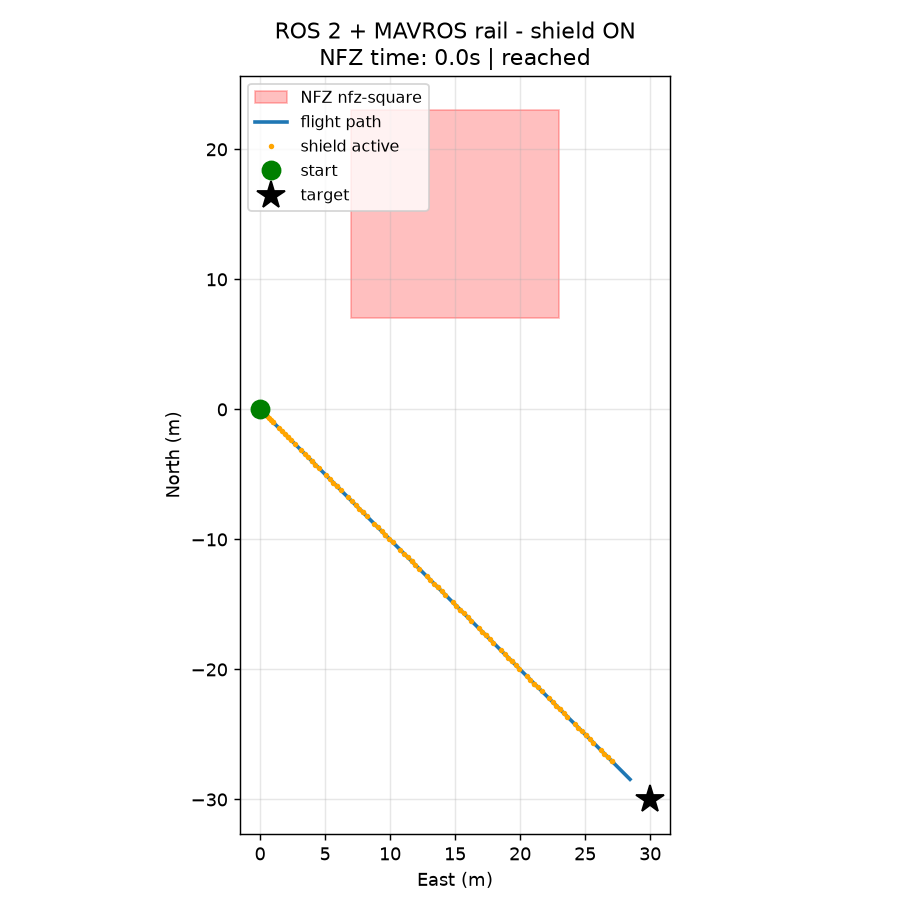 ROS 2 + MAVROS rail - shield ON
NFZ time: 0.0s | reached
NFZ nfz-square
flight path
shield active
start
target
20
10
0
−10
−20
−30
North (m)
0
5
10
15
20
25
30
East (m)